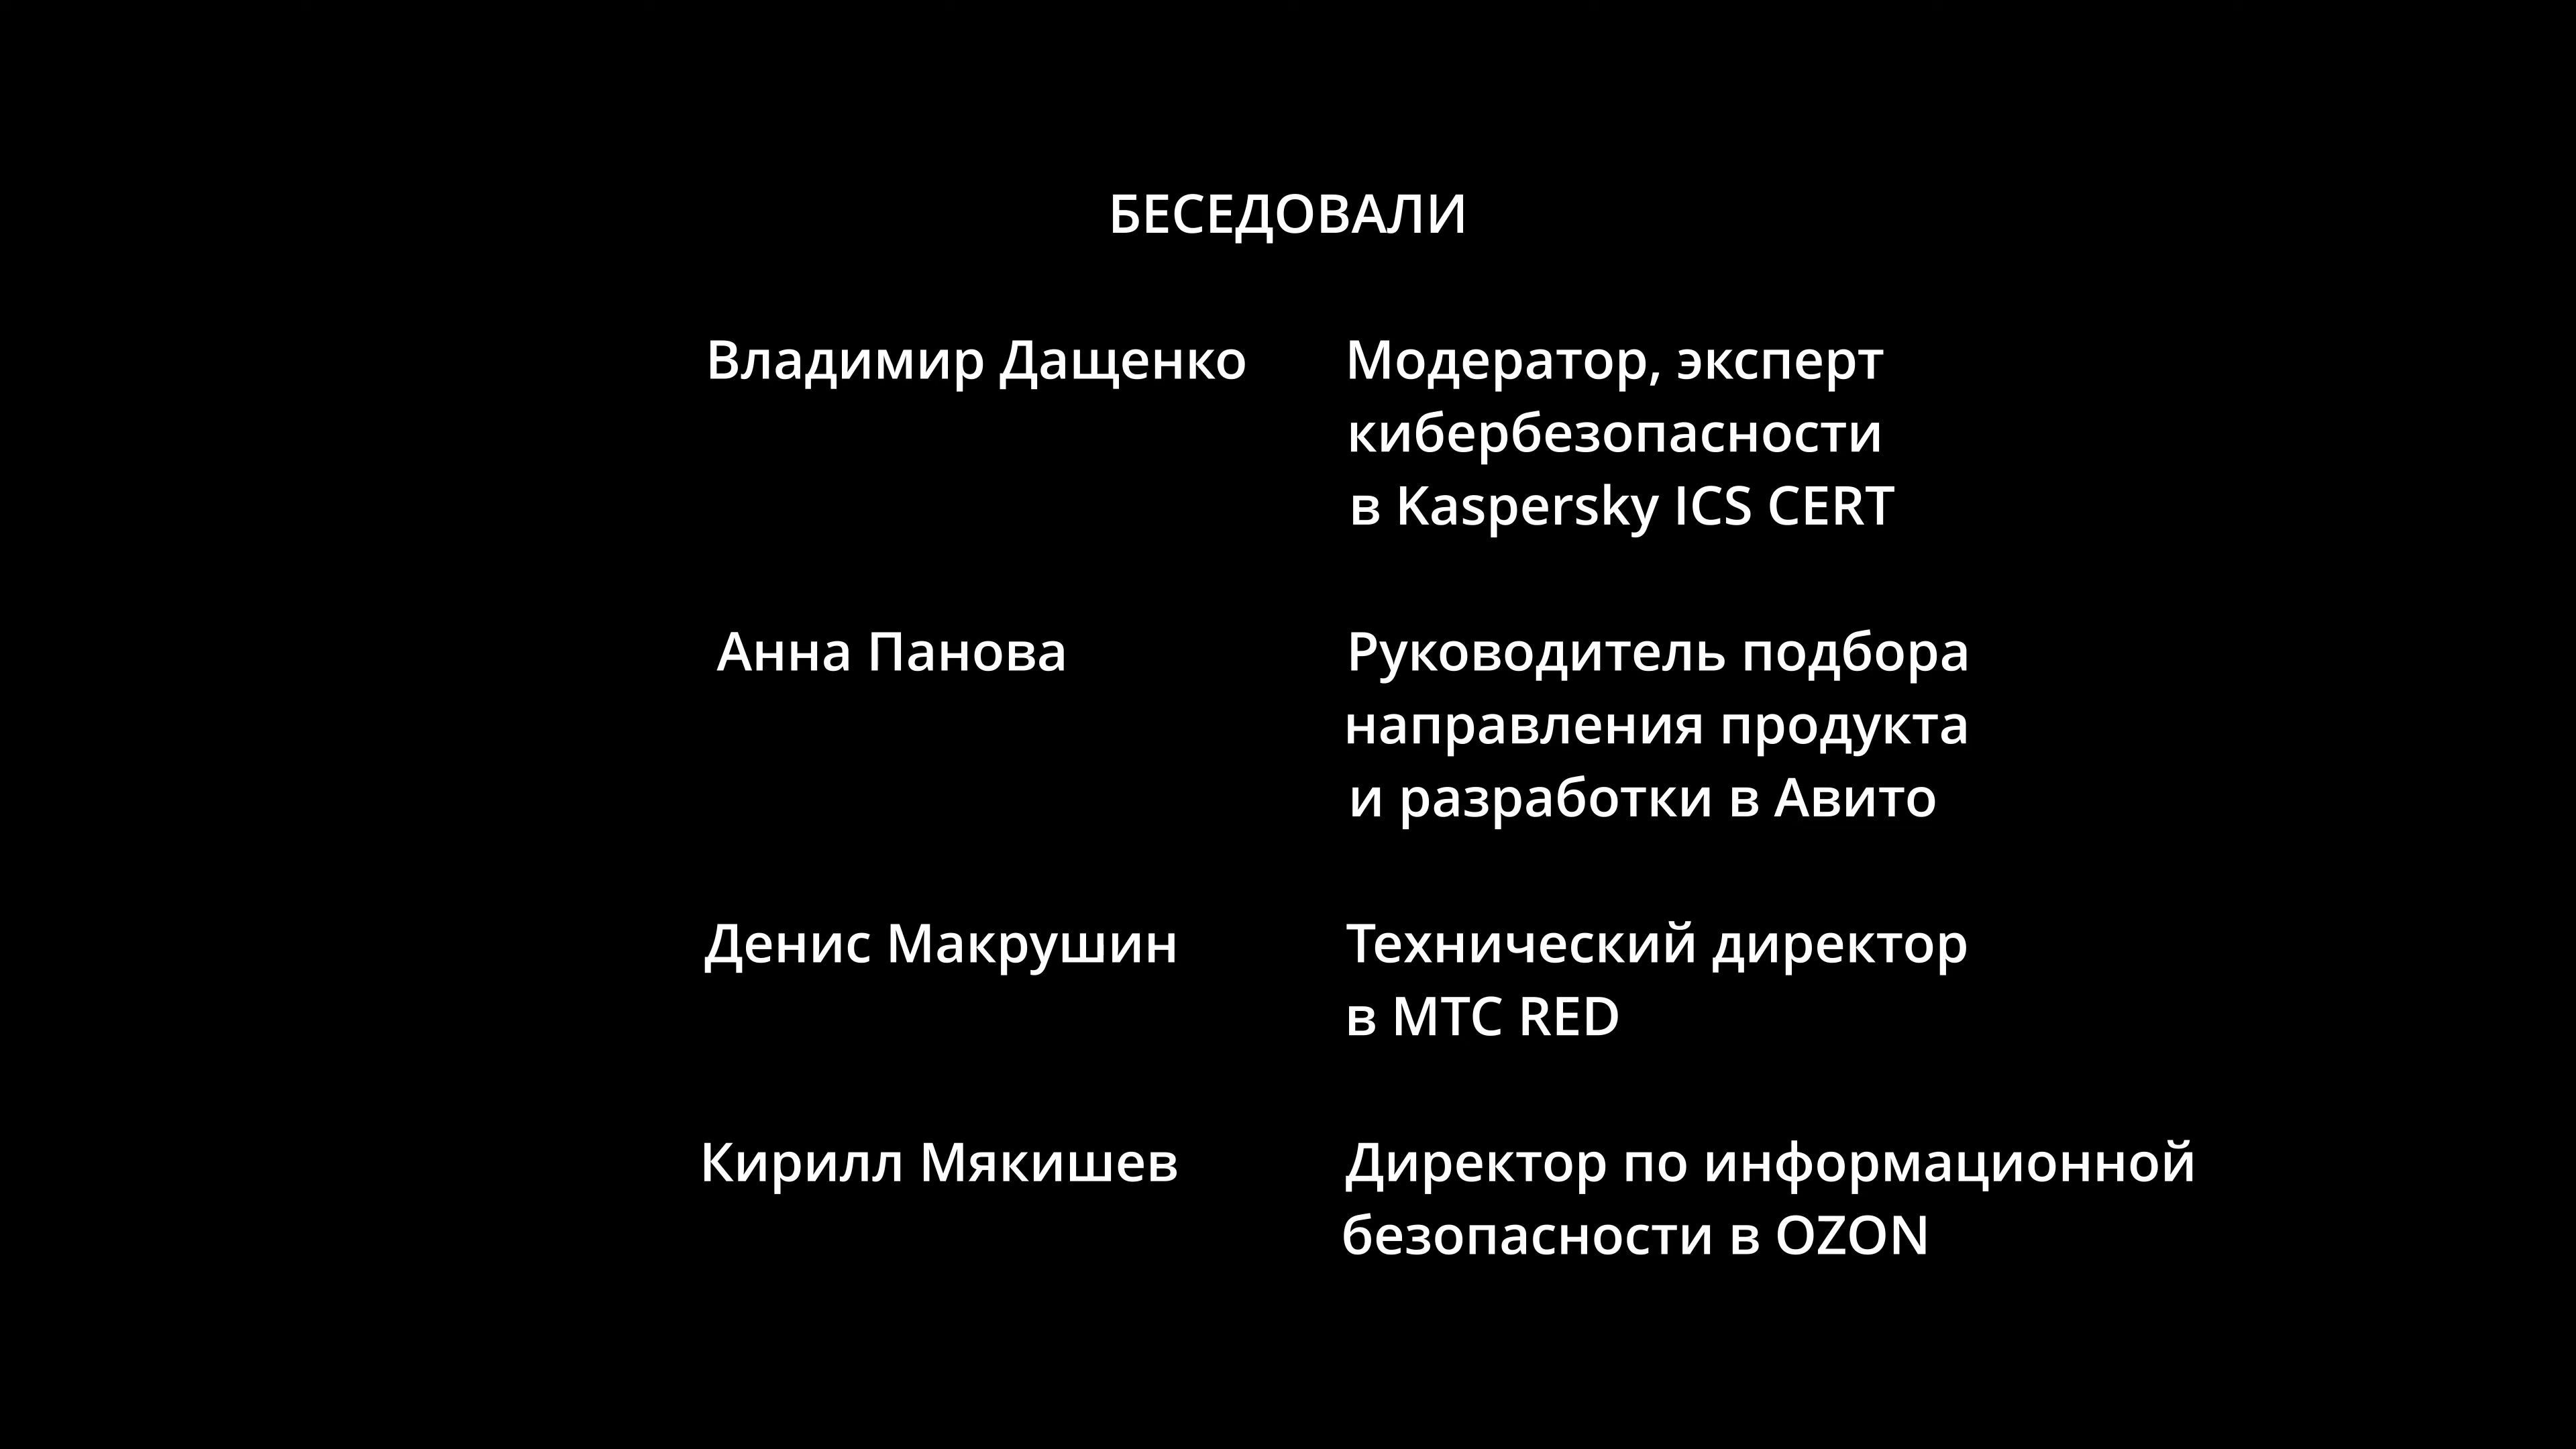 БЕСЕДОВАЛИ
Владимир Дащенко Модератор, эксперт
кибербезопасности
в Kaspersky ICS CERT
Анна Панова Руководитель подбора
направления продукта
и разработки в Авито
Денис Макрушин Технический директор
в МТС RED
Кирилл Мякишев Директор по информационной
безопасности в OZON